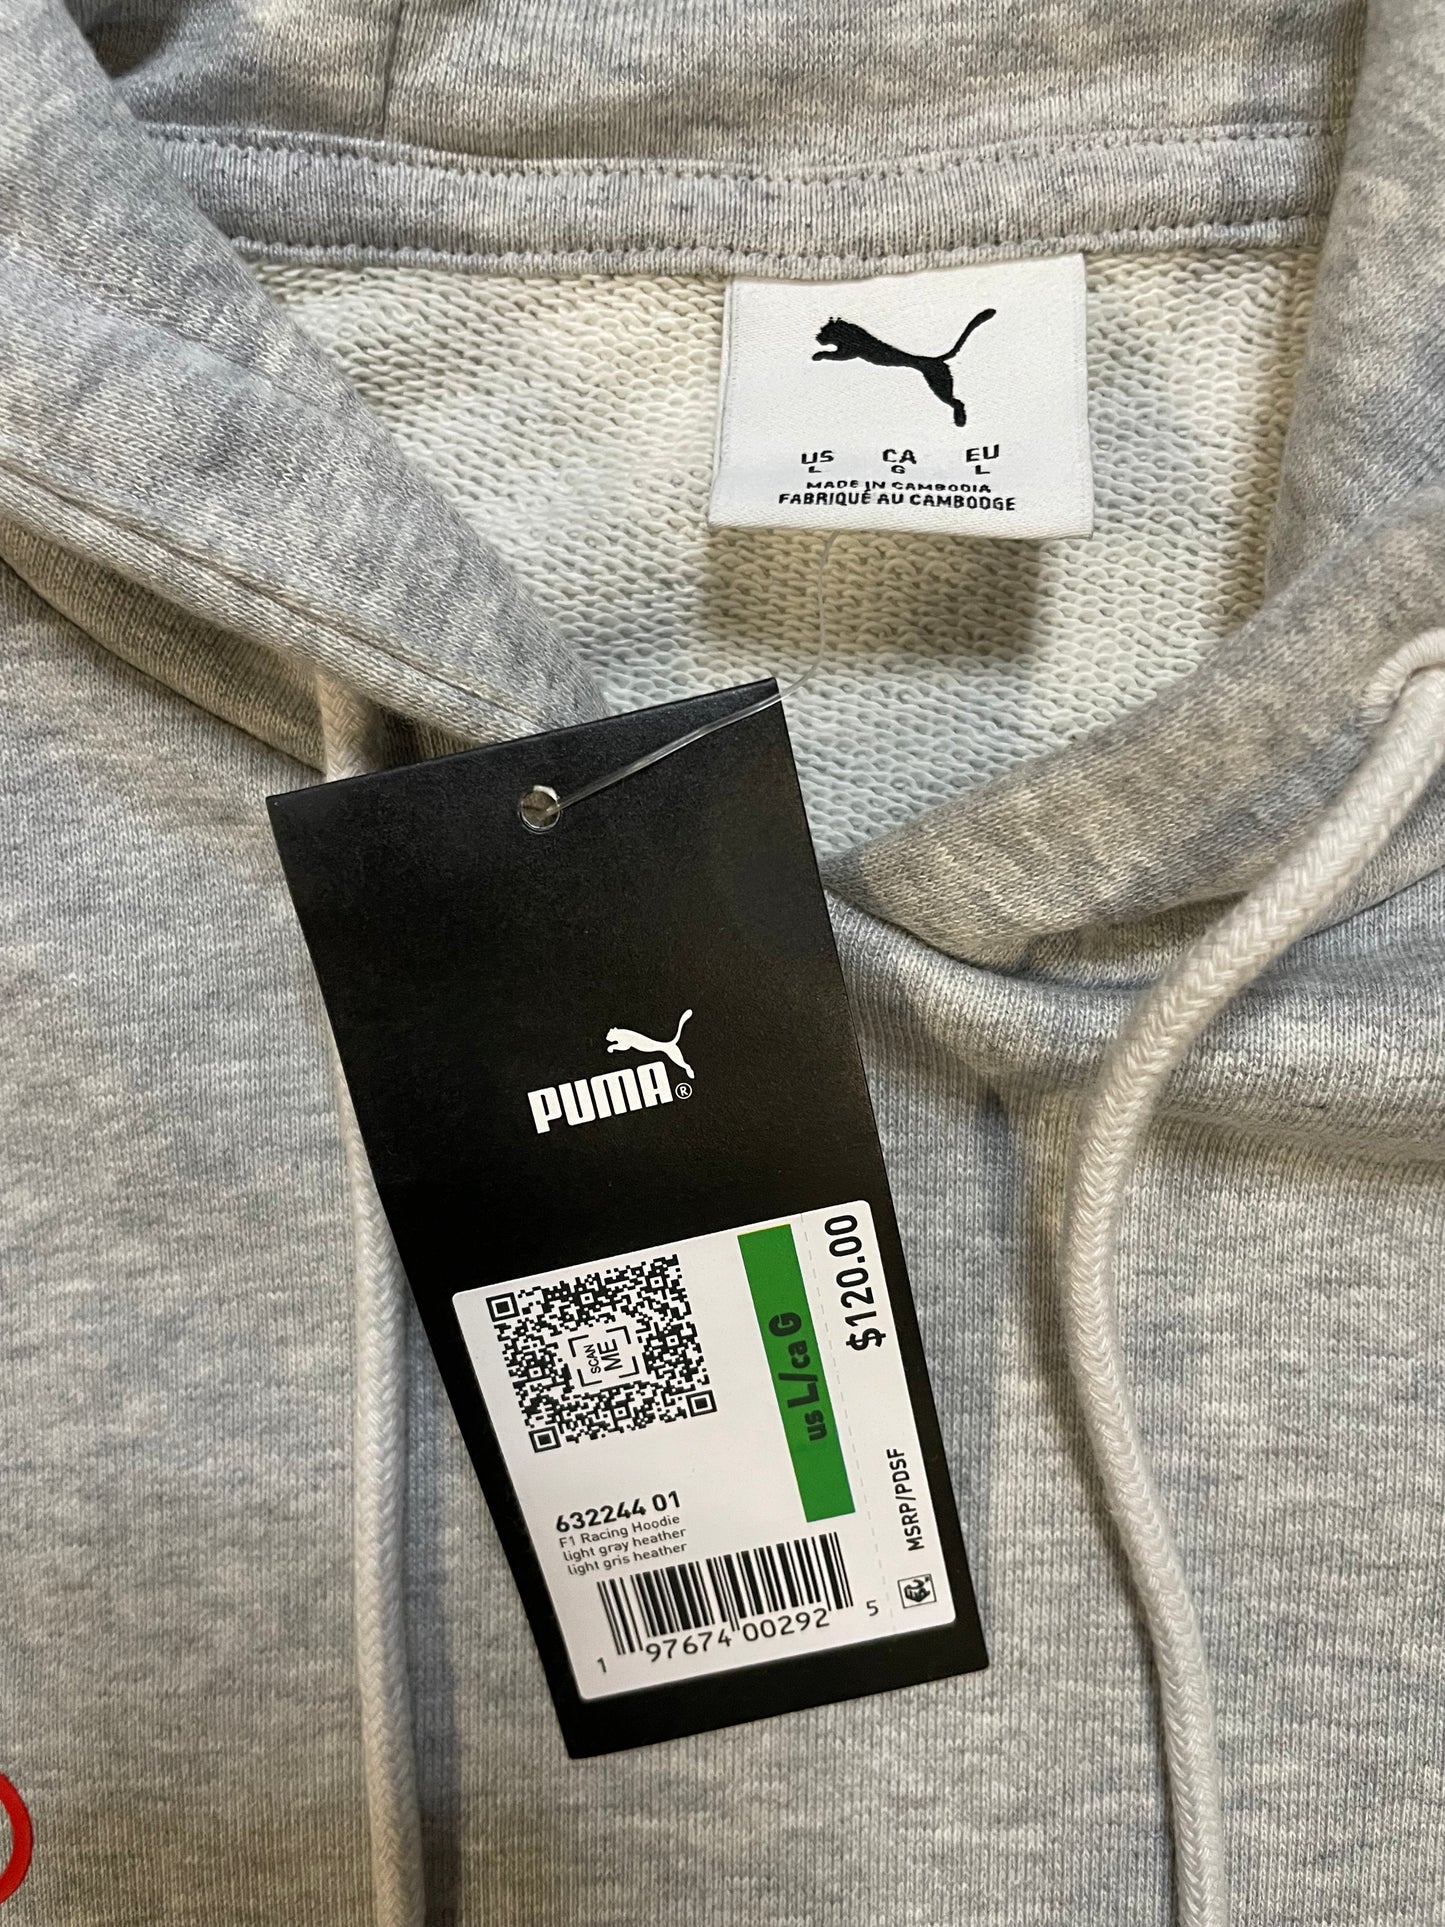 US CA EU
L G L
MADE IN CAMBODIA
FABRIQUÉ AU CAMBODGE
PUMA®
SCAN
ME
us L/ca G
$120.00
MSRP/PDSF
632244 01
F1 Racing Hoodie
light gray heather
light gris heather
1 97674 00292 5